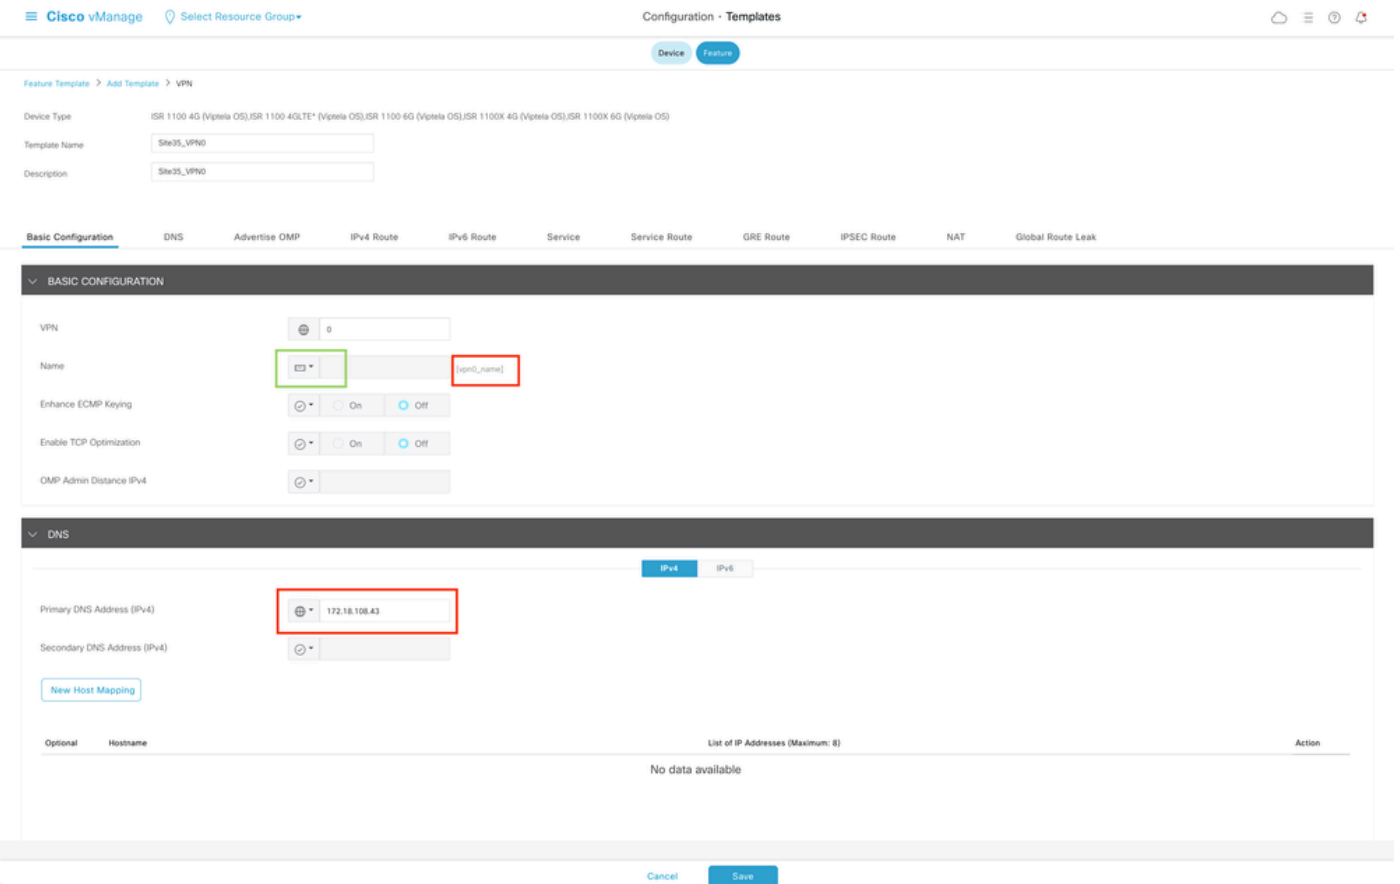 Cisco vManage Select Resource Group Configuration · Templates
Device Feature
Feature Template > Add Template > VPN
Device Type ISR 1100 4G (Viptela OS),ISR 1100 4GLTE* (Viptela OS),ISR 1100 6G (Viptela OS),ISR 1100X 4G (Viptela OS),ISR 1100X 6G (Viptela OS)
Template Name Site35_VPN0
Description Site35_VPN0
Basic Configuration DNS Advertise OMP IPv4 Route IPv6 Route Service Service Route GRE Route IPSEC Route NAT Global Route Leak
BASIC CONFIGURATION
VPN 0
Name [vpn0_name]
Enhance ECMP Keying On Off
Enable TCP Optimization On Off
OMP Admin Distance IPv4
DNS
IPv4 IPv6
Primary DNS Address (IPv4) 172.18.108.43
Secondary DNS Address (IPv4)
New Host Mapping
Optional Hostname List of IP Addresses (Maximum: 8) Action
No data available
Cancel Save